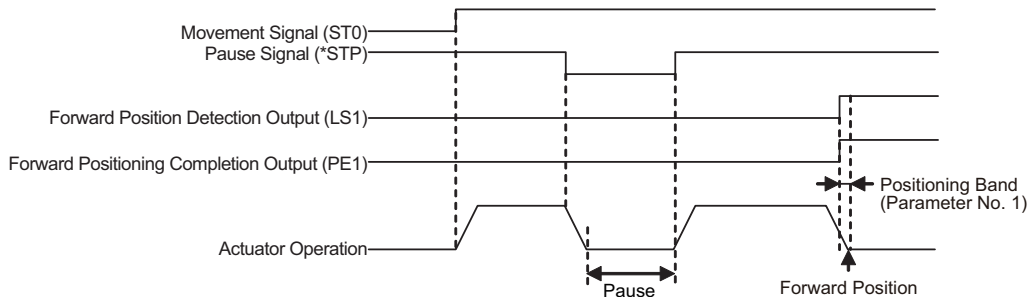 Movement Signal (ST0)
Pause Signal (*STP)
Forward Position Detection Output (LS1)
Forward Positioning Completion Output (PE1)
Positioning Band
(Parameter No. 1)
Actuator Operation
Pause
Forward Position